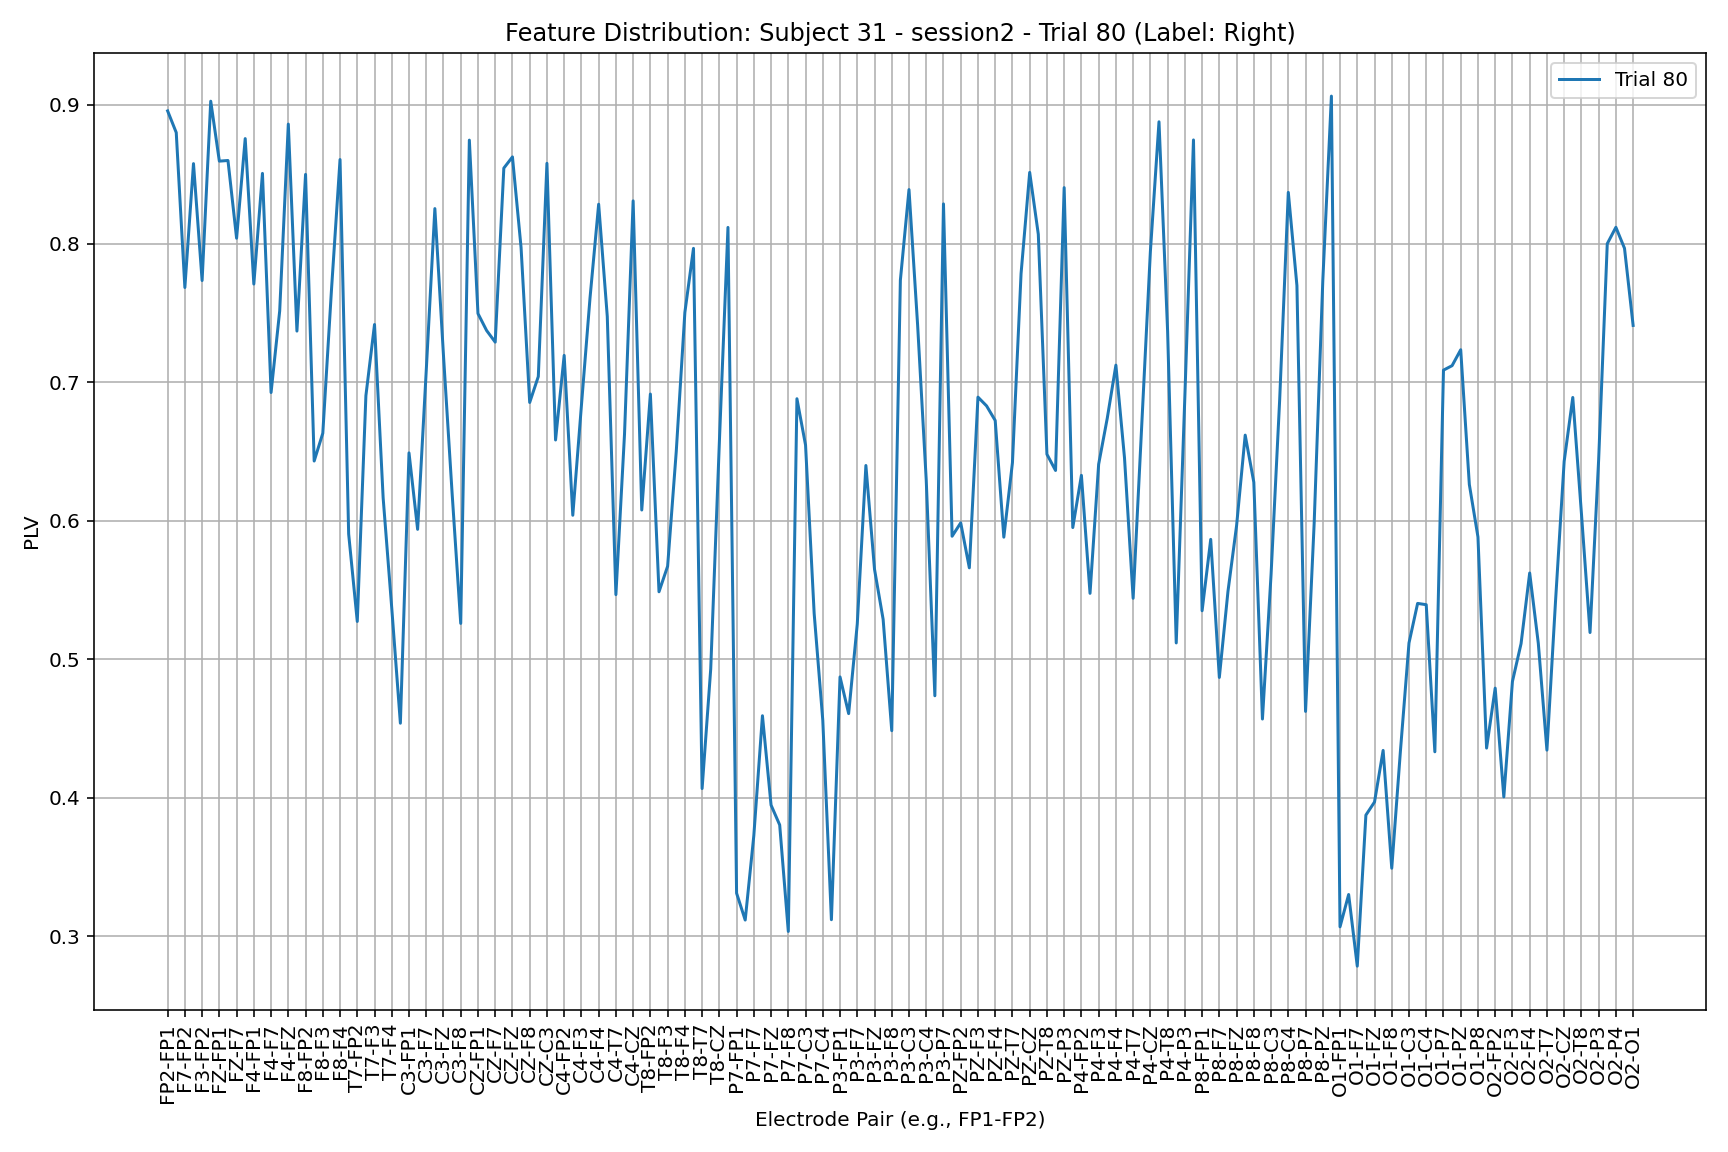 Feature Distribution: Subject 31 - session2 - Trial 80 (Label: Right)
Trial 80
0.9
0.8
0.7
0.6
0.5
0.4
0.3
PLV
FP2-FP1
F7-FP2
F3-FP2
FZ-FP1
FZ-F7
F4-FP1
F4-F7
F4-FZ
F8-FP2
F8-F3
F8-F4
T7-FP2
T7-F3
T7-F4
C3-FP1
C3-F7
C3-FZ
C3-F8
CZ-FP1
CZ-F7
CZ-FZ
CZ-F8
CZ-C3
C4-FP2
C4-F3
C4-F4
C4-T7
C4-CZ
T8-FP2
T8-F3
T8-F4
T8-T7
T8-CZ
P7-FP1
P7-F7
P7-FZ
P7-F8
P7-C3
P7-C4
P3-FP1
P3-F7
P3-FZ
P3-F8
P3-C3
P3-C4
P3-P7
PZ-FP2
PZ-F3
PZ-F4
PZ-T7
PZ-CZ
PZ-T8
PZ-P3
P4-FP2
P4-F3
P4-F4
P4-T7
P4-CZ
P4-T8
P4-P3
P8-FP1
P8-F7
P8-FZ
P8-F8
P8-C3
P8-C4
P8-P7
P8-PZ
O1-FP1
O1-F7
O1-FZ
O1-F8
O1-C3
O1-C4
O1-P7
O1-PZ
O1-P8
O2-FP2
O2-F3
O2-F4
O2-T7
O2-CZ
O2-T8
O2-P3
O2-P4
O2-O1
Electrode Pair (e.g., FP1-FP2)